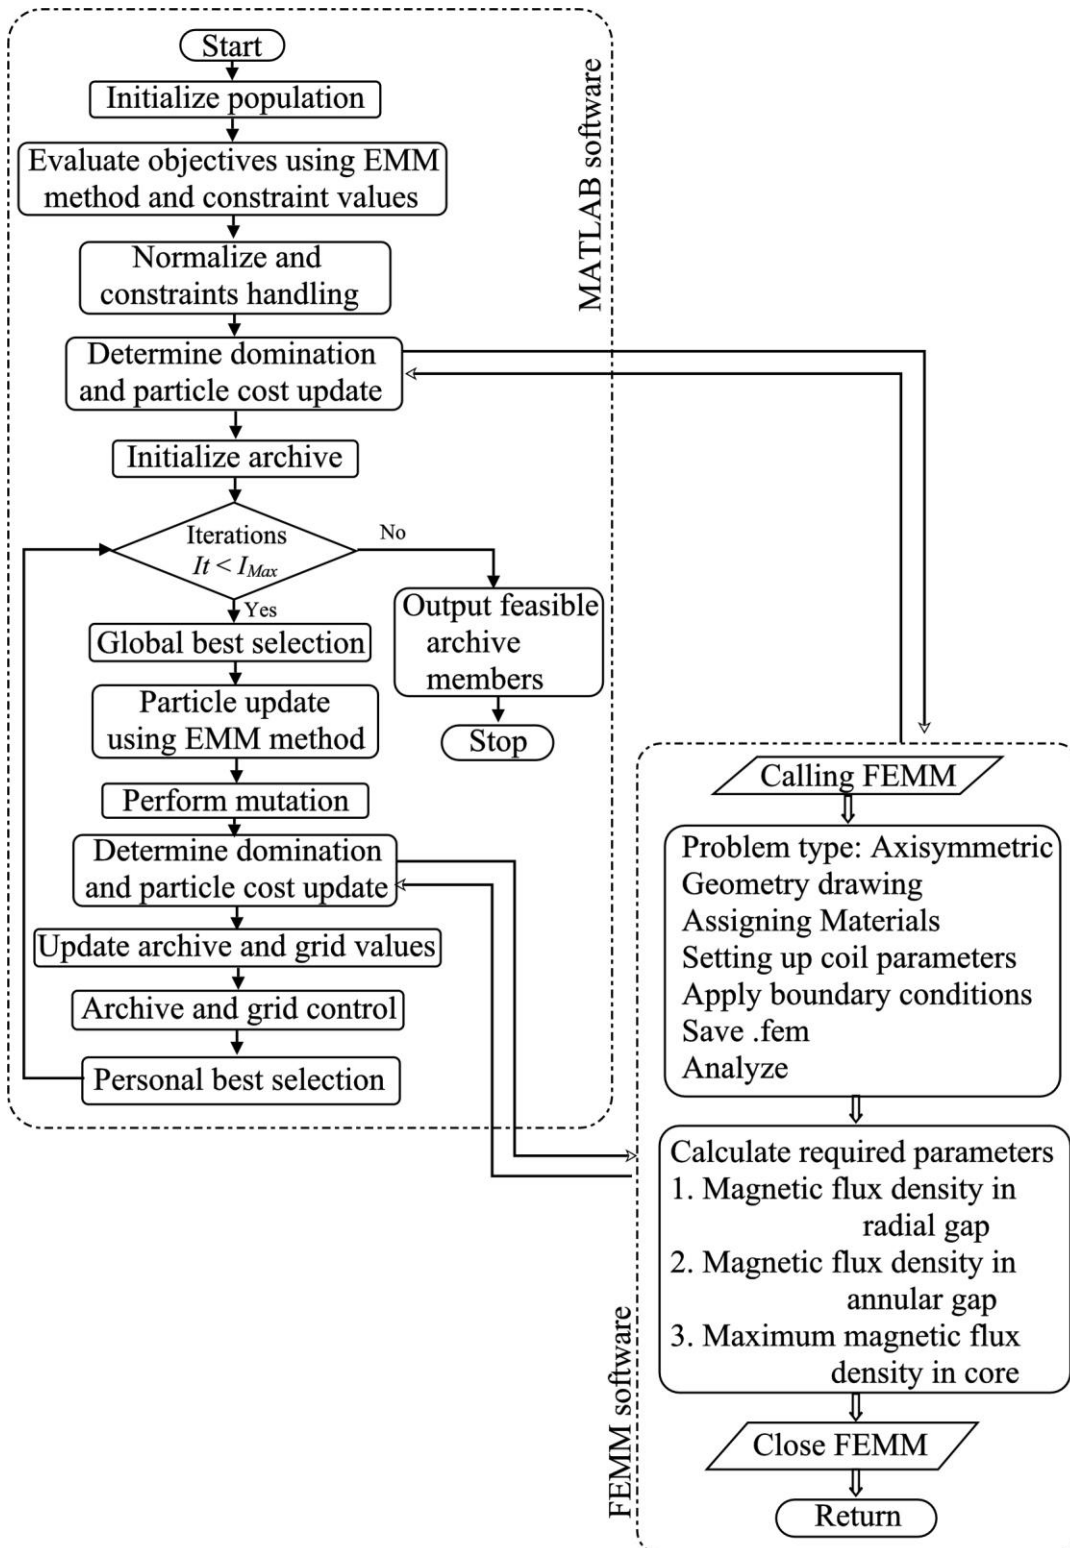 Start
Initialize population
Evaluate objectives using EMM
method and constraint values
Normalize and
constraints handling
Determine domination
and particle cost update
Initialize archive
Iterations
It < I_Max
No
Yes
Output feasible
archive
members
Stop
Global best selection
Particle update
using EMM method
Perform mutation
Determine domination
and particle cost update
Update archive and grid values
Archive and grid control
Personal best selection
MATLAB software
Calling FEMM
Problem type: Axisymmetric
Geometry drawing
Assigning Materials
Setting up coil parameters
Apply boundary conditions
Save .fem
Analyze
Calculate required parameters
1. Magnetic flux density in
radial gap
2. Magnetic flux density in
annular gap
3. Maximum magnetic flux
density in core
Close FEMM
Return
FEMM software